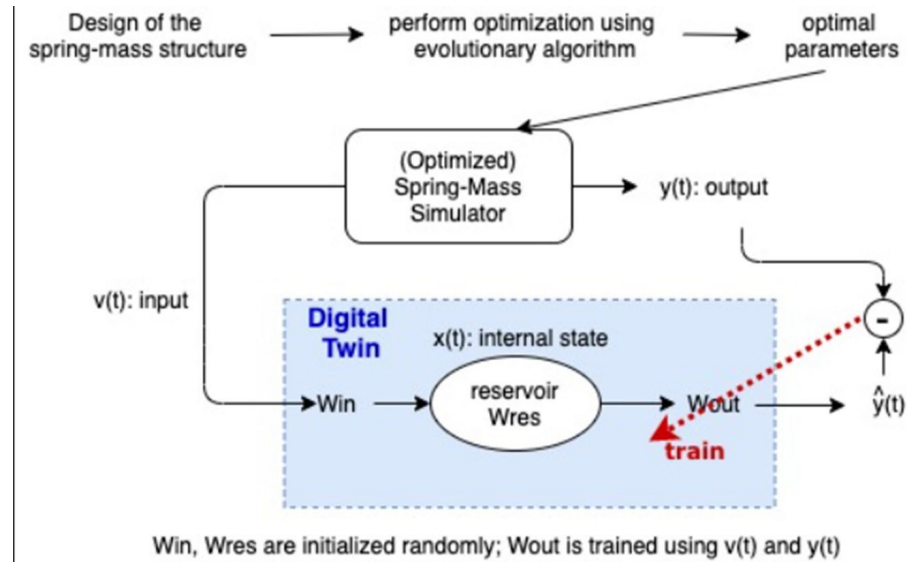 Design of the
spring-mass structure
perform optimization using
evolutionary algorithm
optimal
parameters
(Optimized)
Spring-Mass
Simulator
y(t): output
v(t): input
Digital
Twin
x(t): internal state
-
Win
reservoir
Wres
Wout
ŷ(t)
train
Win, Wres are initialized randomly; Wout is trained using v(t) and y(t)